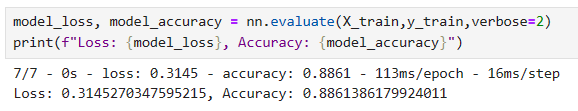 model_loss, model_accuracy = nn.evaluate(X_train,y_train,verbose=2)
print(f"Loss: {model_loss}, Accuracy: {model_accuracy}")
7/7 - 0s - loss: 0.3145 - accuracy: 0.8861 - 113ms/epoch - 16ms/step
Loss: 0.3145270347595215, Accuracy: 0.8861386179924011